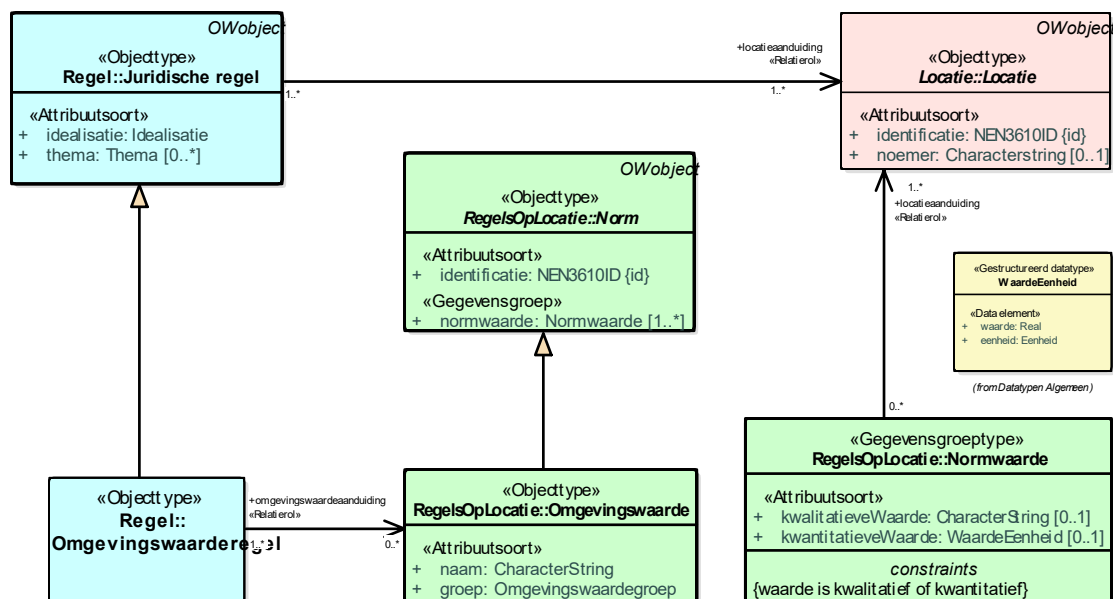 OWobject
«Objecttype»
Regel::Juridische regel
«Attribuutsoort»
+ idealisatie: Idealisatie
+ thema: Thema [0..*]
1..*
+locatieaanduiding
«Relatierol»
1..*
OWobject
«Objecttype»
Locatie::Locatie
«Attribuutsoort»
+ identificatie: NEN3610ID {id}
+ noemer: Characterstring [0..1]
OWobject
«Objecttype»
RegelsOpLocatie::Norm
«Attribuutsoort»
+ identificatie: NEN3610ID {id}
«Gegevensgroep»
+ normwaarde: Normwaarde [1..*]
1..*
+locatieaanduiding
«Relatierol»
0..*
«Gestructureerd datatype»
WaardeEenheid
«Data element»
+ waarde: Real
+ eenheid: Eenheid
(from Datatypen Algemeen)
«Objecttype»
Regel::
Omgevingswaarderegel
+omgevingswaardeaanduiding
«Relatierol»
1..*
0..*
«Objecttype»
RegelsOpLocatie::Omgevingswaarde
«Attribuutsoort»
+ naam: CharacterString
+ groep: Omgevingswaardegroep
«Gegevensgroeptype»
RegelsOpLocatie::Normwaarde
«Attribuutsoort»
+ kwalitatieveWaarde: CharacterString [0..1]
+ kwantitatieveWaarde: WaardeEenheid [0..1]
constraints
{waarde is kwalitatief of kwantitatief}